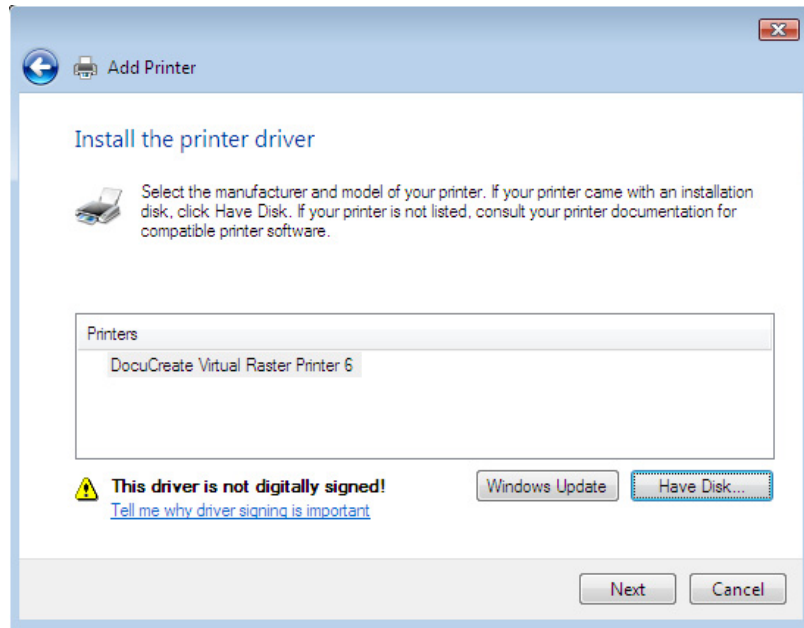 Add Printer
Install the printer driver
Select the manufacturer and model of your printer. If your printer came with an installation
disk, click Have Disk. If your printer is not listed, consult your printer documentation for
compatible printer software.
Printers
DocuCreate Virtual Raster Printer 6
This driver is not digitally signed!
Windows Update
Have Disk...
Tell me why driver signing is important
Next
Cancel